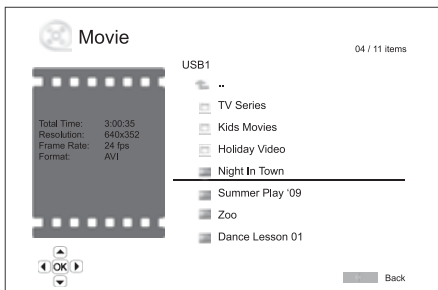 Movie
04 / 11 items
USB1
..
TV Series
Kids Movies
Holiday Video
Night In Town
Summer Play ‘09
Zoo
Dance Lesson 01
Total Time: 3:00:35
Resolution: 640x352
Frame Rate: 24 fps
Format: AVI
OK
Back